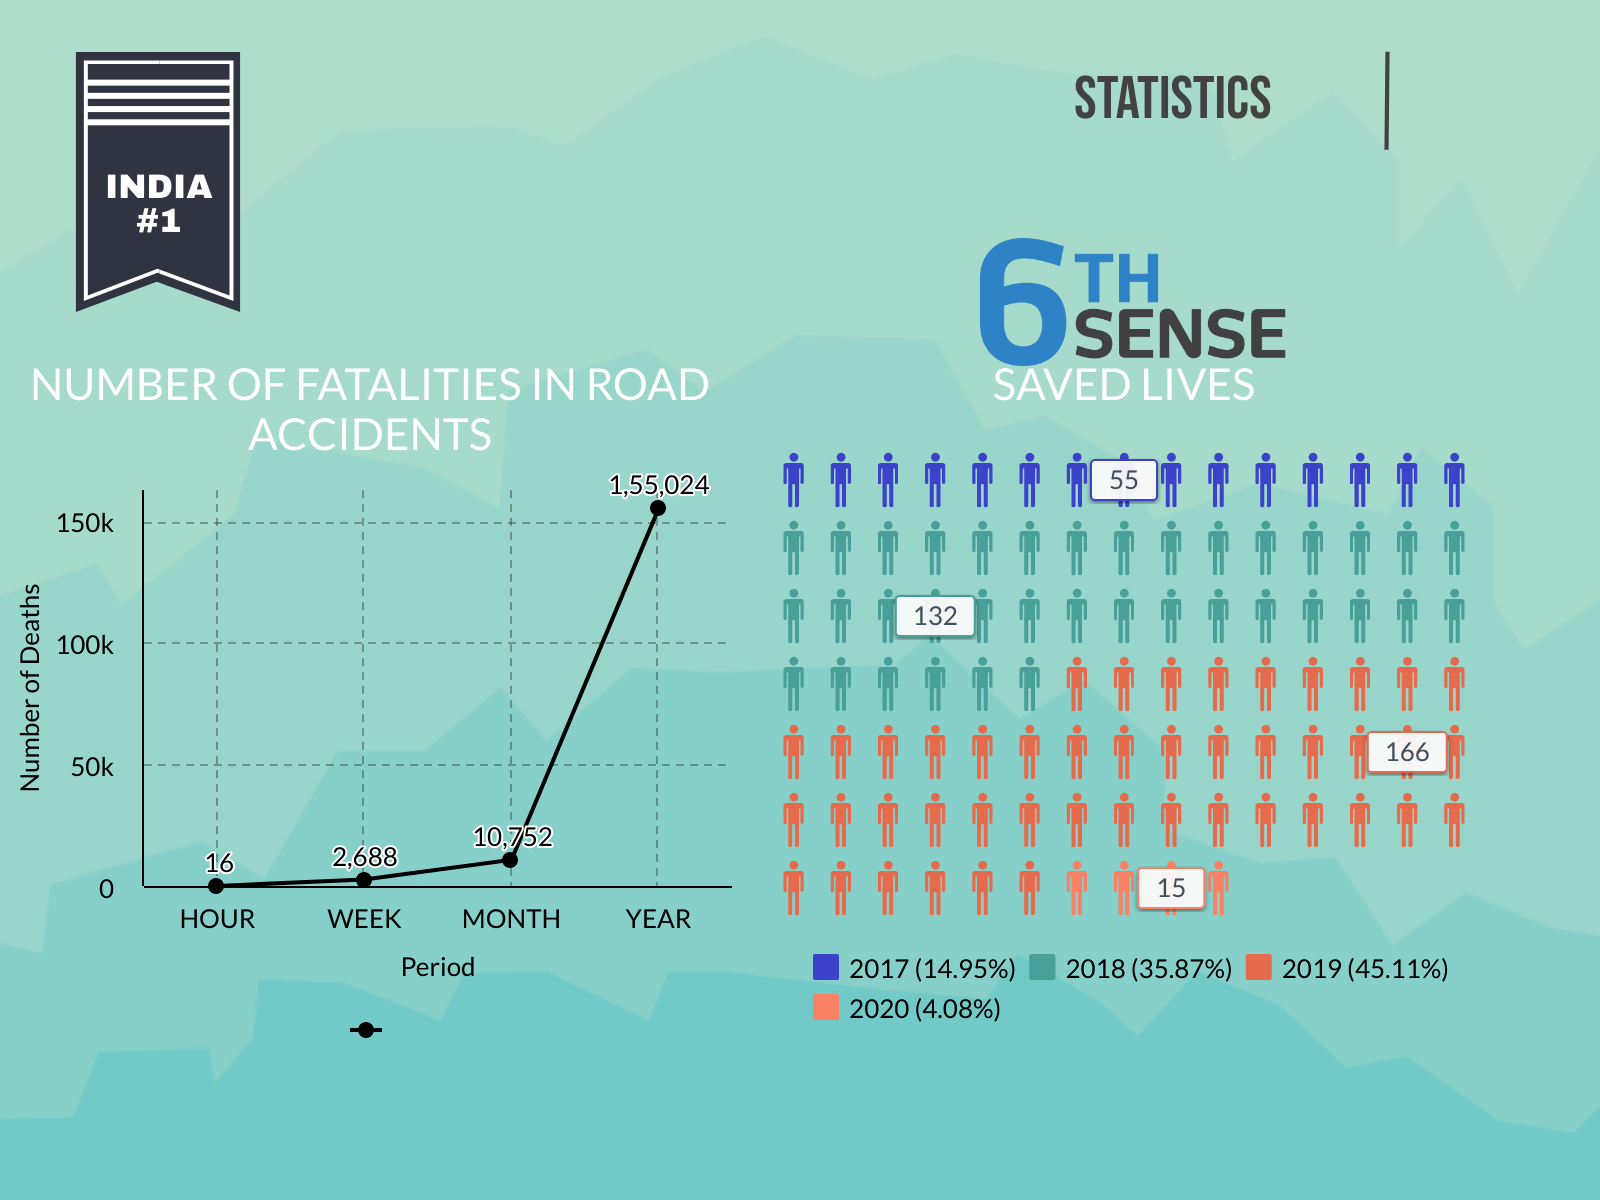 INDIA
#1
STATISTICS
6TH
SENSE
NUMBER OF FATALITIES IN ROAD
ACCIDENTS
SAVED LIVES
Number of Deaths
150k
100k
50k
0
16
2,688
10,752
1,55,024
HOUR
WEEK
MONTH
YEAR
Period
55
132
166
15
2017 (14.95%)
2018 (35.87%)
2019 (45.11%)
2020 (4.08%)